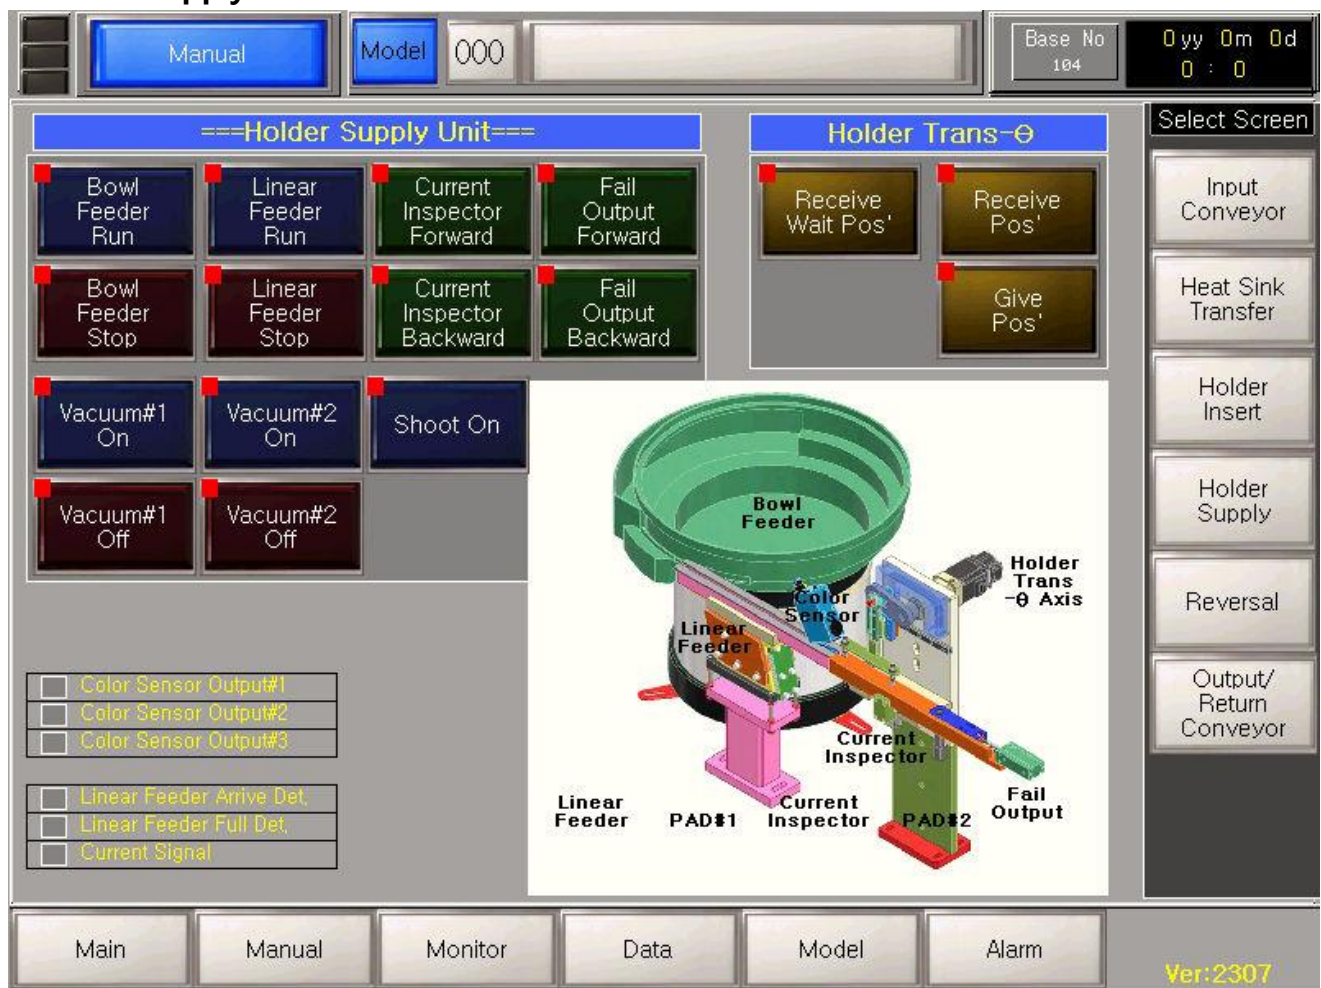 Manual
Model
000
Base No
104
0yy 0m 0d
0 : 0
===Holder Supply Unit===
Holder Trans-θ
Select Screen
Bowl
Feeder
Run
Linear
Feeder
Run
Current
Inspector
Forward
Fail
Output
Forward
Receive
Wait Pos'
Receive
Pos'
Input
Conveyor
Bowl
Feeder
Stop
Linear
Feeder
Stop
Current
Inspector
Backward
Fail
Output
Backward
Give
Pos'
Heat Sink
Transfer
Vacuum#1
On
Vacuum#2
On
Shoot On
Holder
Insert
Vacuum#1
Off
Vacuum#2
Off
Holder
Supply
Bowl
Feeder
Holder
Trans
-θ Axis
Color
Sensor
Linear
Feeder
Reversal
Color Sensor Output#1
Color Sensor Output#2
Color Sensor Output#3
Output/
Return
Conveyor
Current
Inspector
Linear Feeder Arrive Det,
Linear Feeder Full Det,
Current Signal
Linear
Feeder
PAD#1
Current
Inspector
PAD#2
Fail
Output
Main
Manual
Monitor
Data
Model
Alarm
Ver:2307